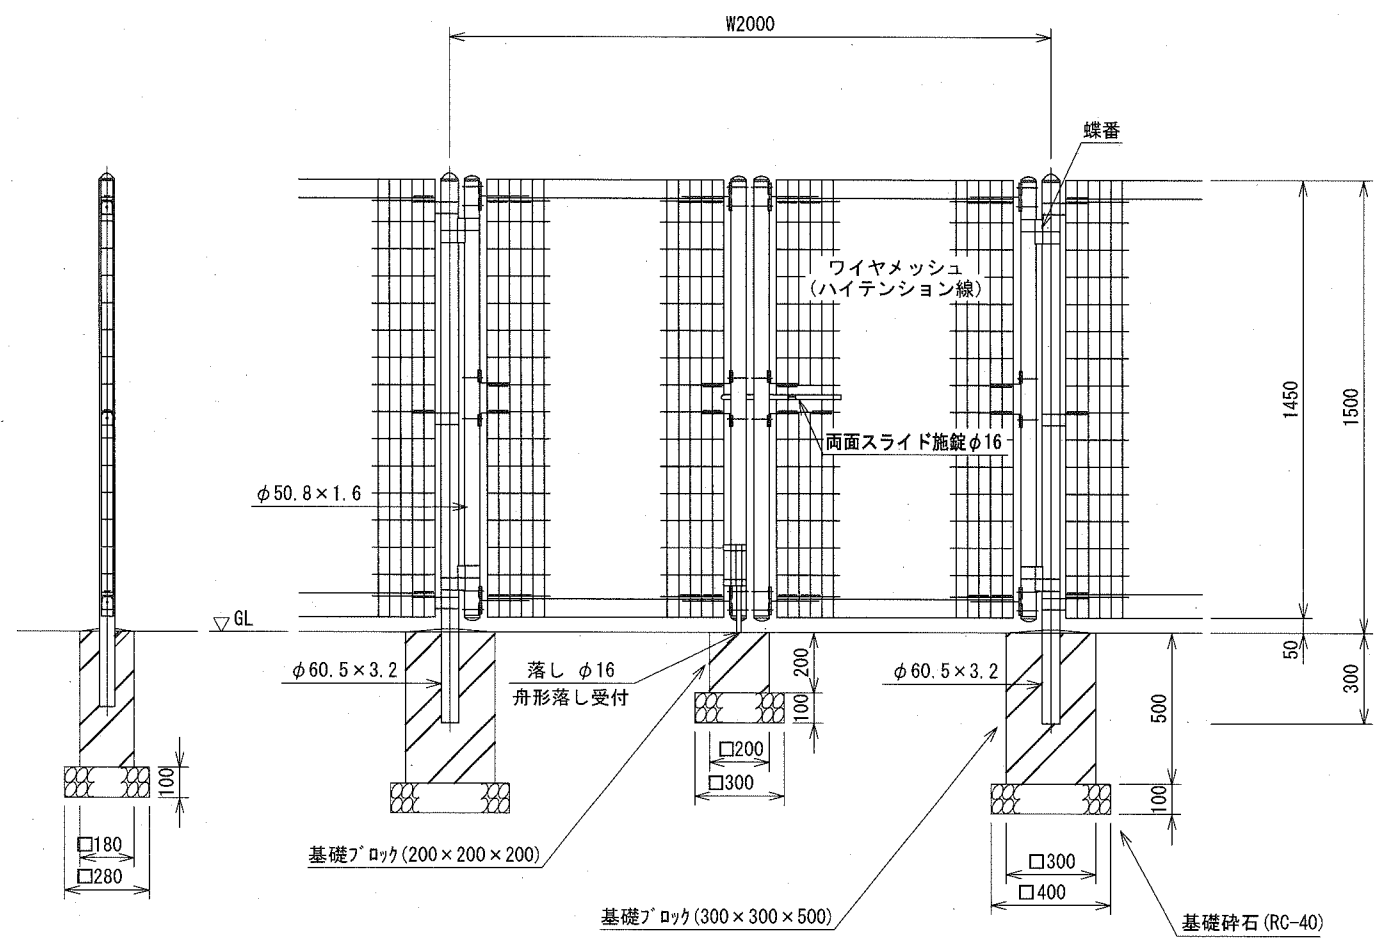 W2000
蝶番
ワイヤメッシュ
(ハイテンション線)
1450
1500
両面スライド施錠φ16
φ50.8×1.6
GL
φ60.5×3.2
落し φ16
舟形落し受付
φ60.5×3.2
200
100
50
300
500
100
100
□200
□300
□180
□280
基礎ブロック(200×200×200)
□300
□400
基礎ブロック(300×300×500)
基礎砕石(RC-40)